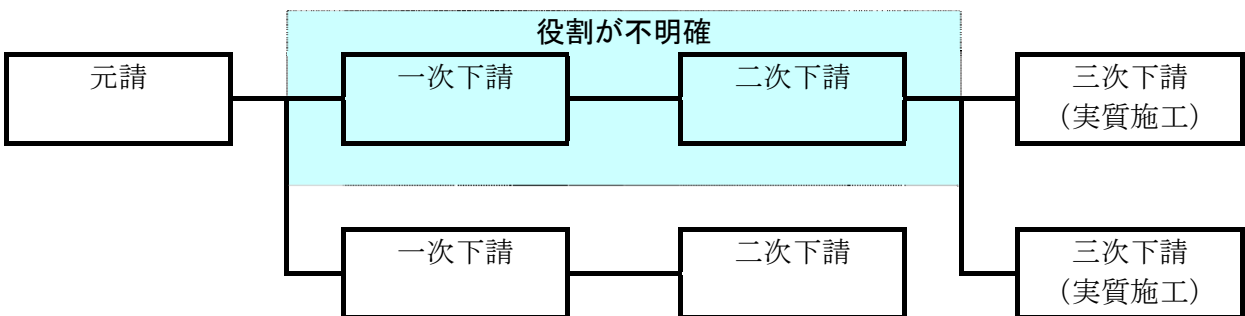 役割が不明確
元請
一次下請
二次下請
三次下請
（実質施工）
一次下請
二次下請
三次下請
（実質施工）